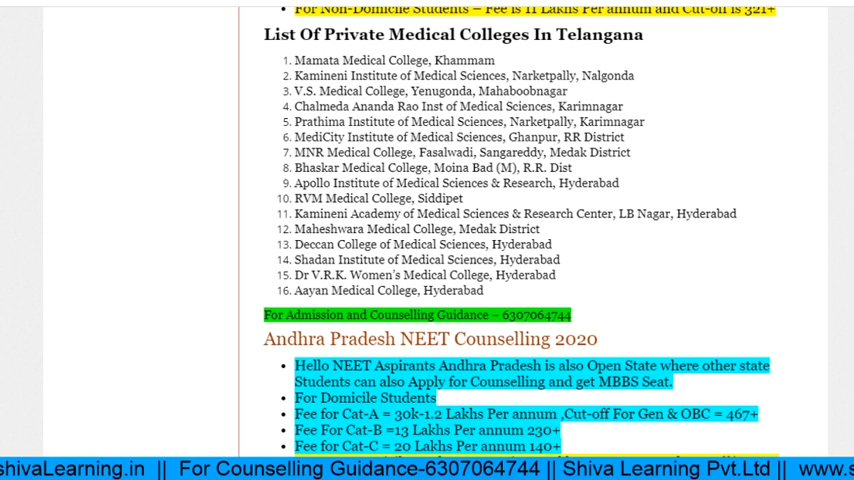 For Non-Domicile Students – Fee is 11 Lakhs Per annum and Cut-off is 321+
List Of Private Medical Colleges In Telangana
1. Mamata Medical College, Khammam
2. Kamineni Institute of Medical Sciences, Narketpally, Nalgonda
3. V.S. Medical College, Yenugonda, Mahaboobnagar
4. Chalmeda Ananda Rao Inst of Medical Sciences, Karimnagar
5. Prathima Institute of Medical Sciences, Narketpally, Karimnagar
6. MediCity Institute of Medical Sciences, Ghanpur, RR District
7. MNR Medical College, Fasalwadi, Sangareddy, Medak District
8. Bhaskar Medical College, Moina Bad (M), R.R. Dist
9. Apollo Institute of Medical Sciences & Research, Hyderabad
10. RVM Medical College, Siddipet
11. Kamineni Academy of Medical Sciences & Research Center, LB Nagar, Hyderabad
12. Maheshwara Medical College, Medak District
13. Deccan College of Medical Sciences, Hyderabad
14. Shadan Institute of Medical Sciences, Hyderabad
15. Dr V.R.K. Women's Medical College, Hyderabad
16. Aayan Medical College, Hyderabad
For Admission and Counselling Guidance – 6307064744
Andhra Pradesh NEET Counselling 2020
Hello NEET Aspirants Andhra Pradesh is also Open State where other state
Students can also Apply for Counselling and get MBBS Seat.
For Domicile Students
Fee for Cat-A = 30k-1.2 Lakhs Per annum ,Cut-off For Gen & OBC = 467+
Fee For Cat-B =13 Lakhs Per annum 230+
Fee for Cat-C = 20 Lakhs Per annum 140+
shivaLearning.in || For Counselling Guidance-6307064744 || Shiva Learning Pvt.Ltd || www.s